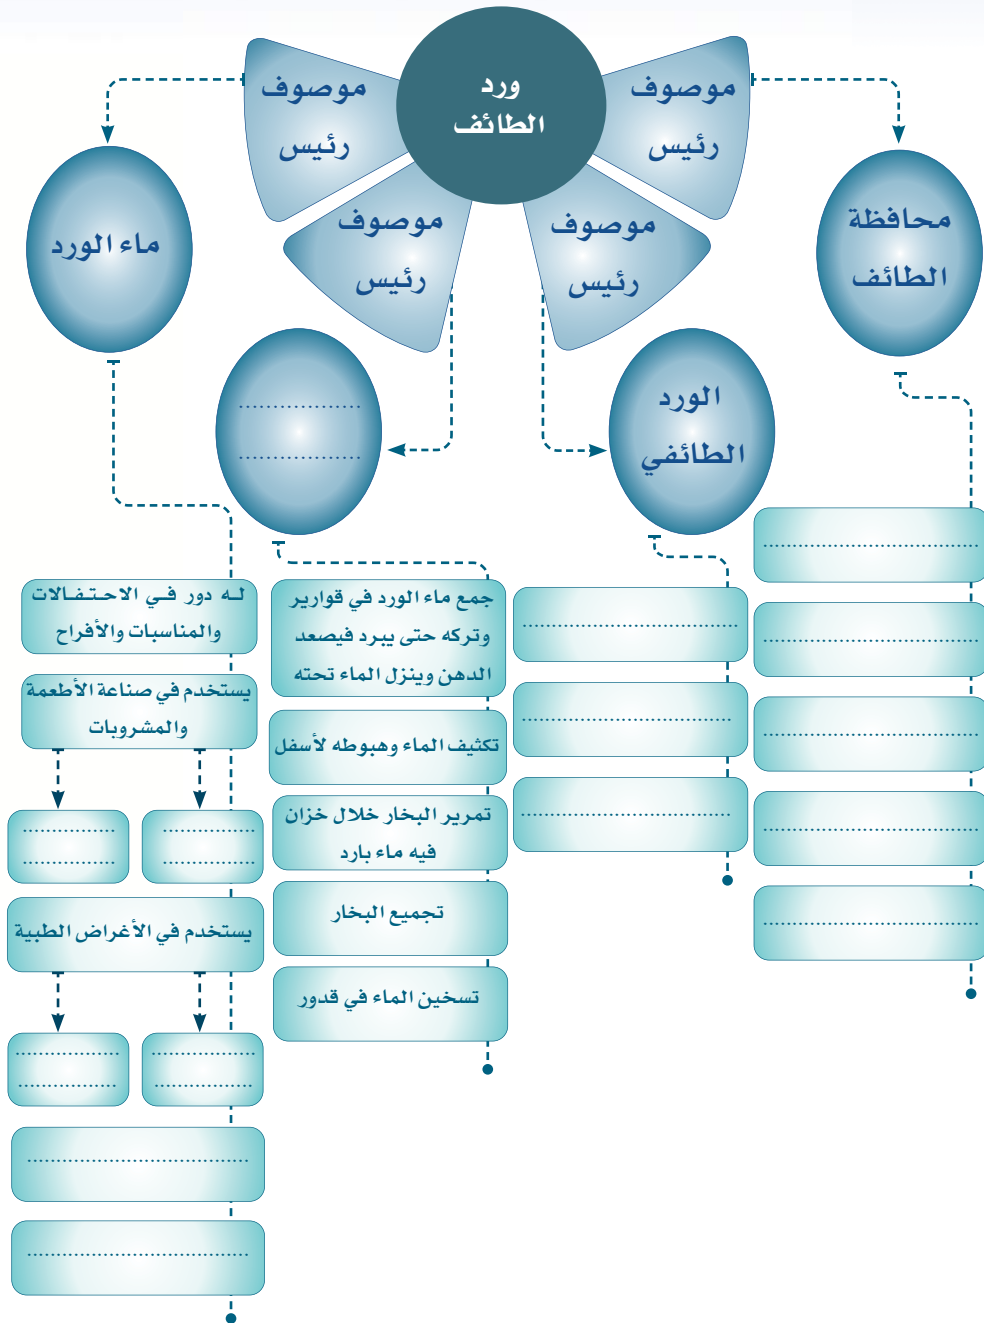 ورد
الطائف
موصوف
رئيس
موصوف
رئيس
موصوف
رئيس
موصوف
رئيس
محافظة
الطائف
الورد
الطائفي
....................
....................
ماء الورد
........................................
........................................
........................................
........................................
........................................
........................................
........................................
........................................
جمع ماء الورد في قوارير
وتركه حتى يبرد فيصعد
الدهن وينزل الماء تحته
تكثيف الماء وهبوطه لأسفل
تمرير البخار خلال خزان
فيه ماء بارد
تجميع البخار
تسخين الماء في قدور
لـه دور فـي الاحـتـفـالات
والمناسبات والأفراح
يستخدم في صناعة الأطعمة
والمشروبات
....................
....................
....................
....................
يستخدم في الأغراض الطبية
....................
....................
....................
....................
........................................
........................................